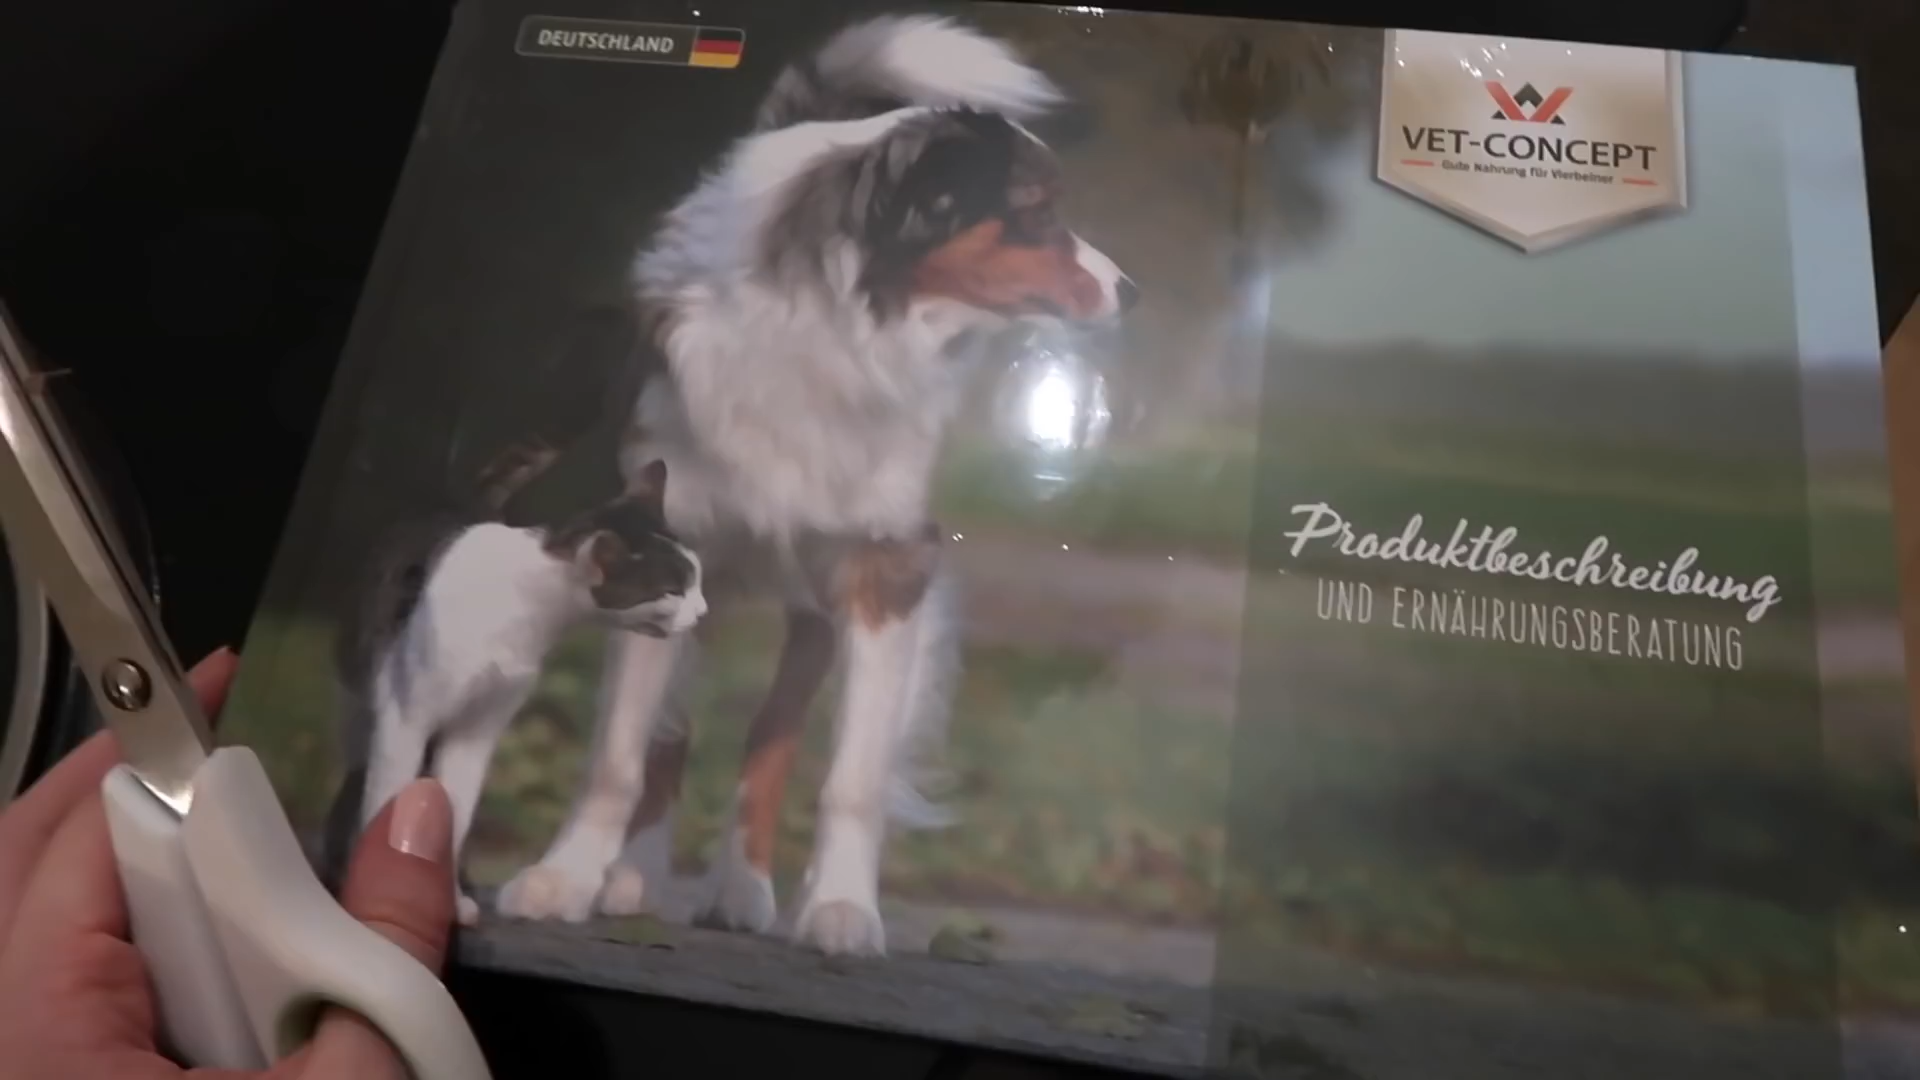 DEUTSCHLAND
VET-CONCEPT
Gute Nahrung für Vierbeiner
Produktbeschreibung
UND ERNÄHRUNGSBERATUNG